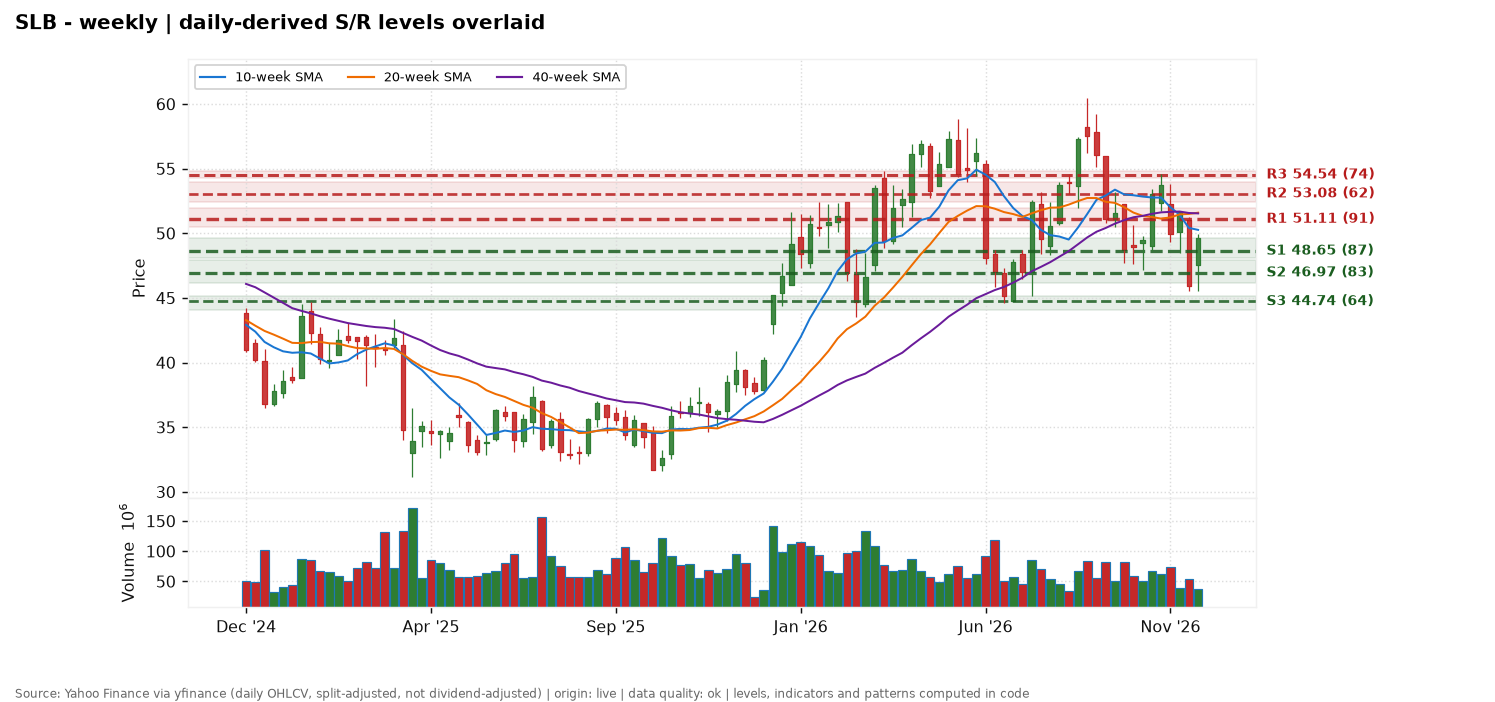 SLB - weekly | daily-derived S/R levels overlaid
10-week SMA
20-week SMA
40-week SMA
Price
60
55
50
45
40
35
30
R3 54.54 (74)
R2 53.08 (62)
R1 51.11 (91)
S1 48.65 (87)
S2 46.97 (83)
S3 44.74 (64)
Volume 10⁶
150
100
50
Dec '24
Apr '25
Sep '25
Jan '26
Jun '26
Nov '26
Source: Yahoo Finance via yfinance (daily OHLCV, split-adjusted, not dividend-adjusted) | origin: live | data quality: ok | levels, indicators and patterns computed in code